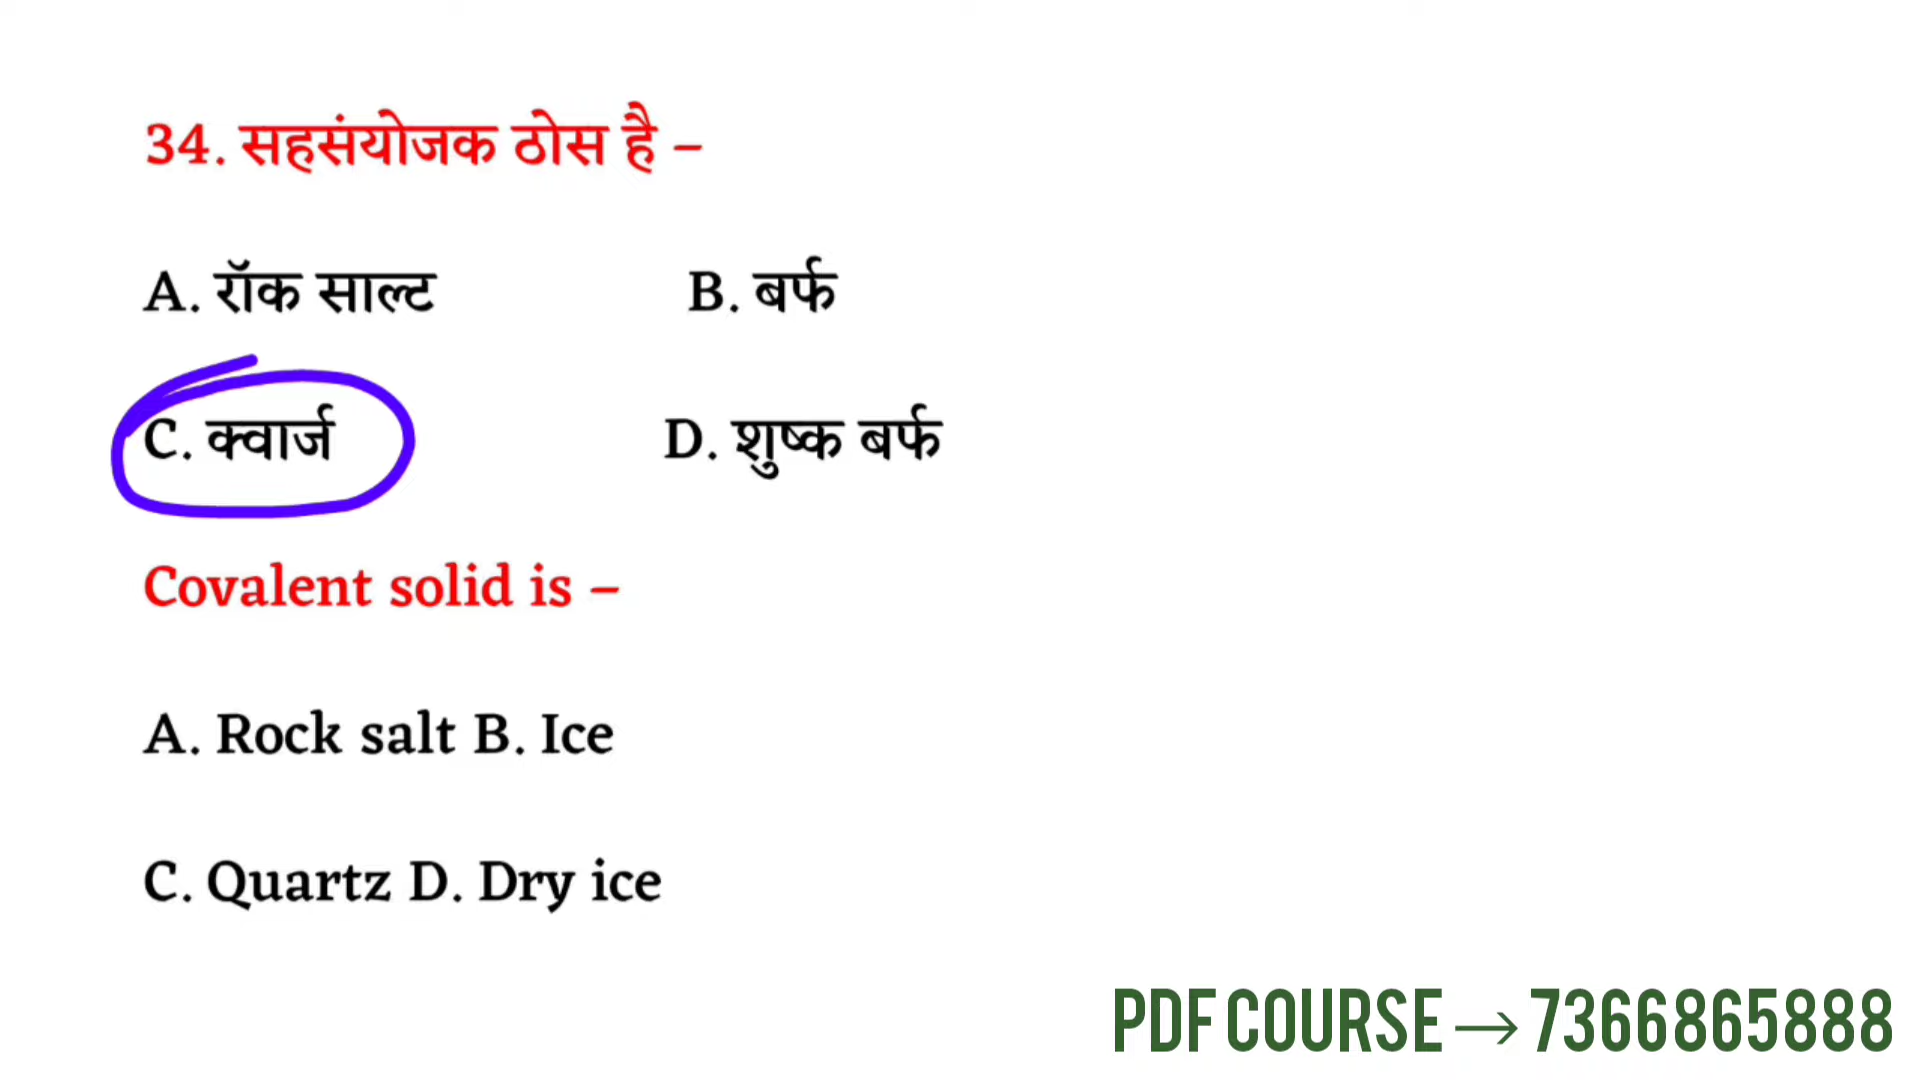 34. सहसंयोजक ठोस है –
A. रॉक साल्ट B. बर्फ
C. क्वार्ज D. शुष्क बर्फ
Covalent solid is –
A. Rock salt B. Ice
C. Quartz D. Dry ice
PDF COURSE → 7366865888